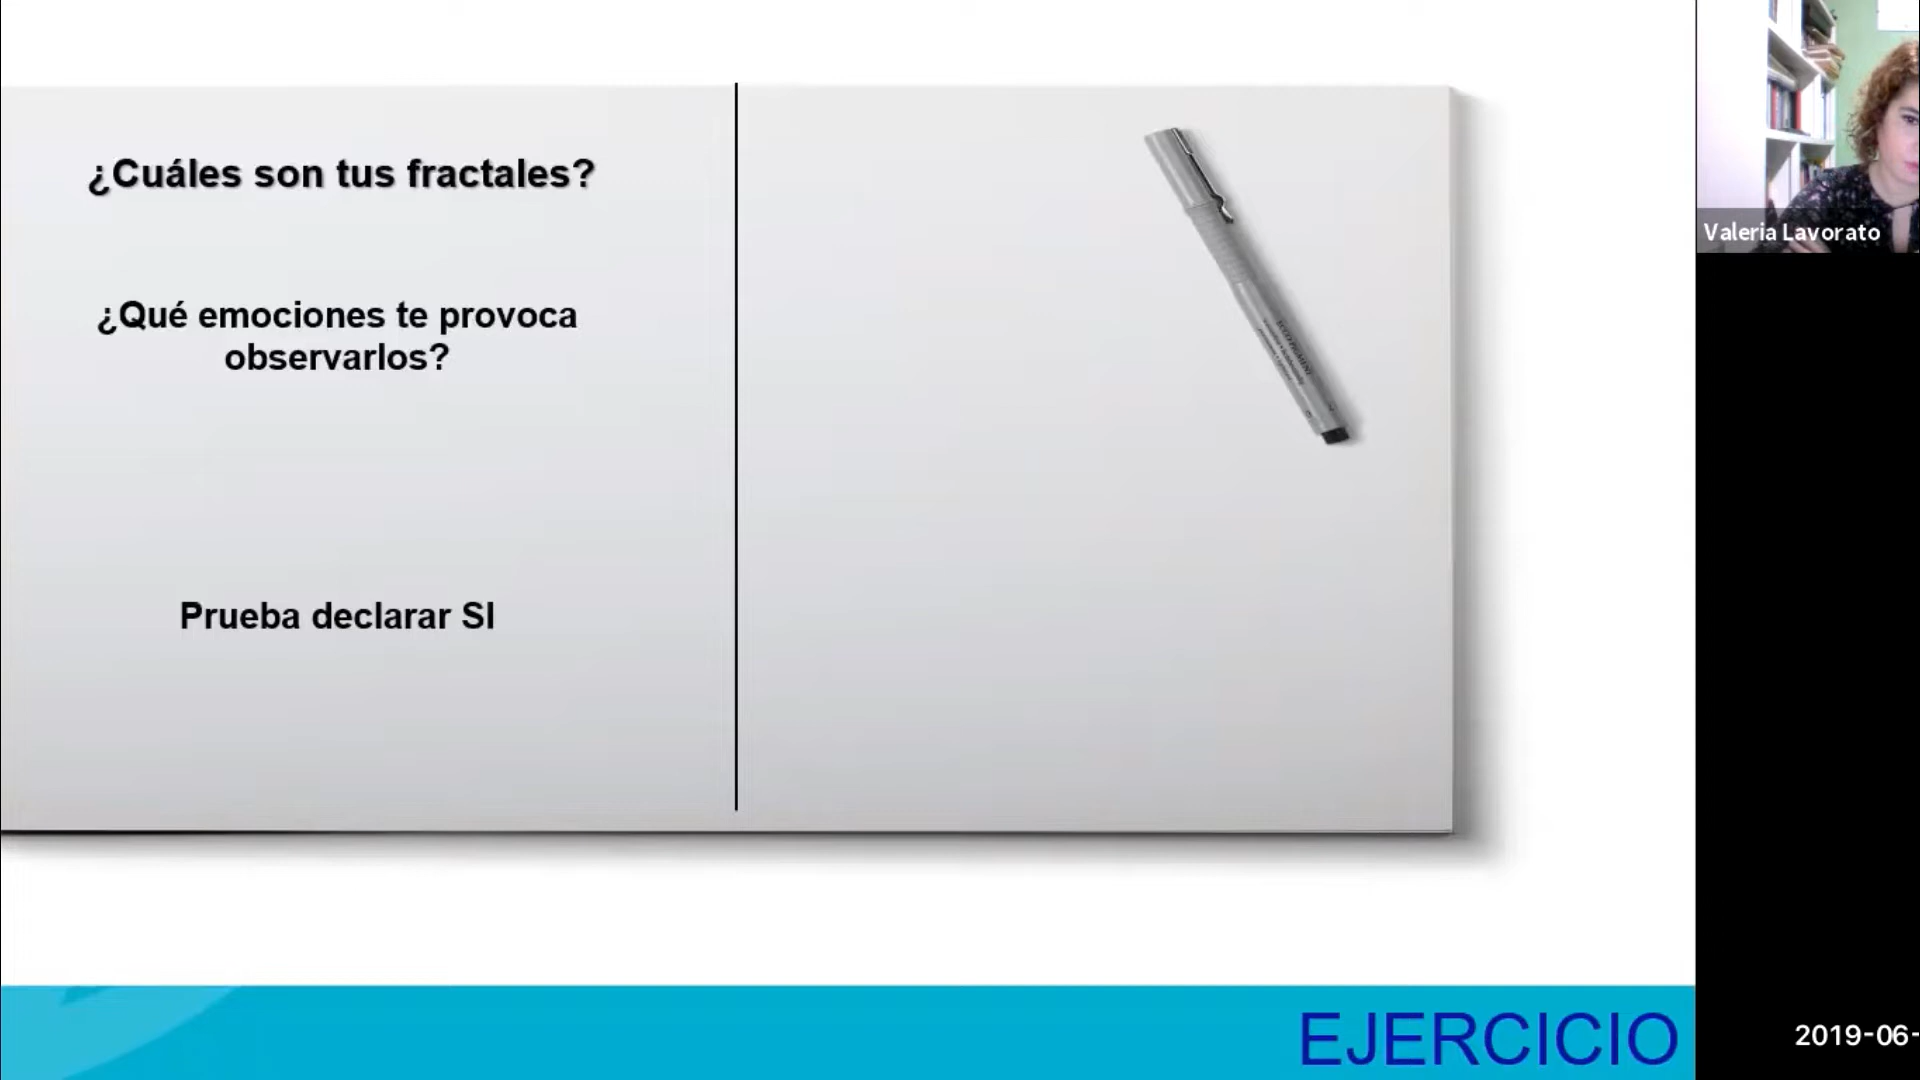 ¿Cuáles son tus fractales?
¿Qué emociones te provoca
observarlos?
Prueba declarar SI
EJERCICIO
Valeria Lavorato
2019-06-